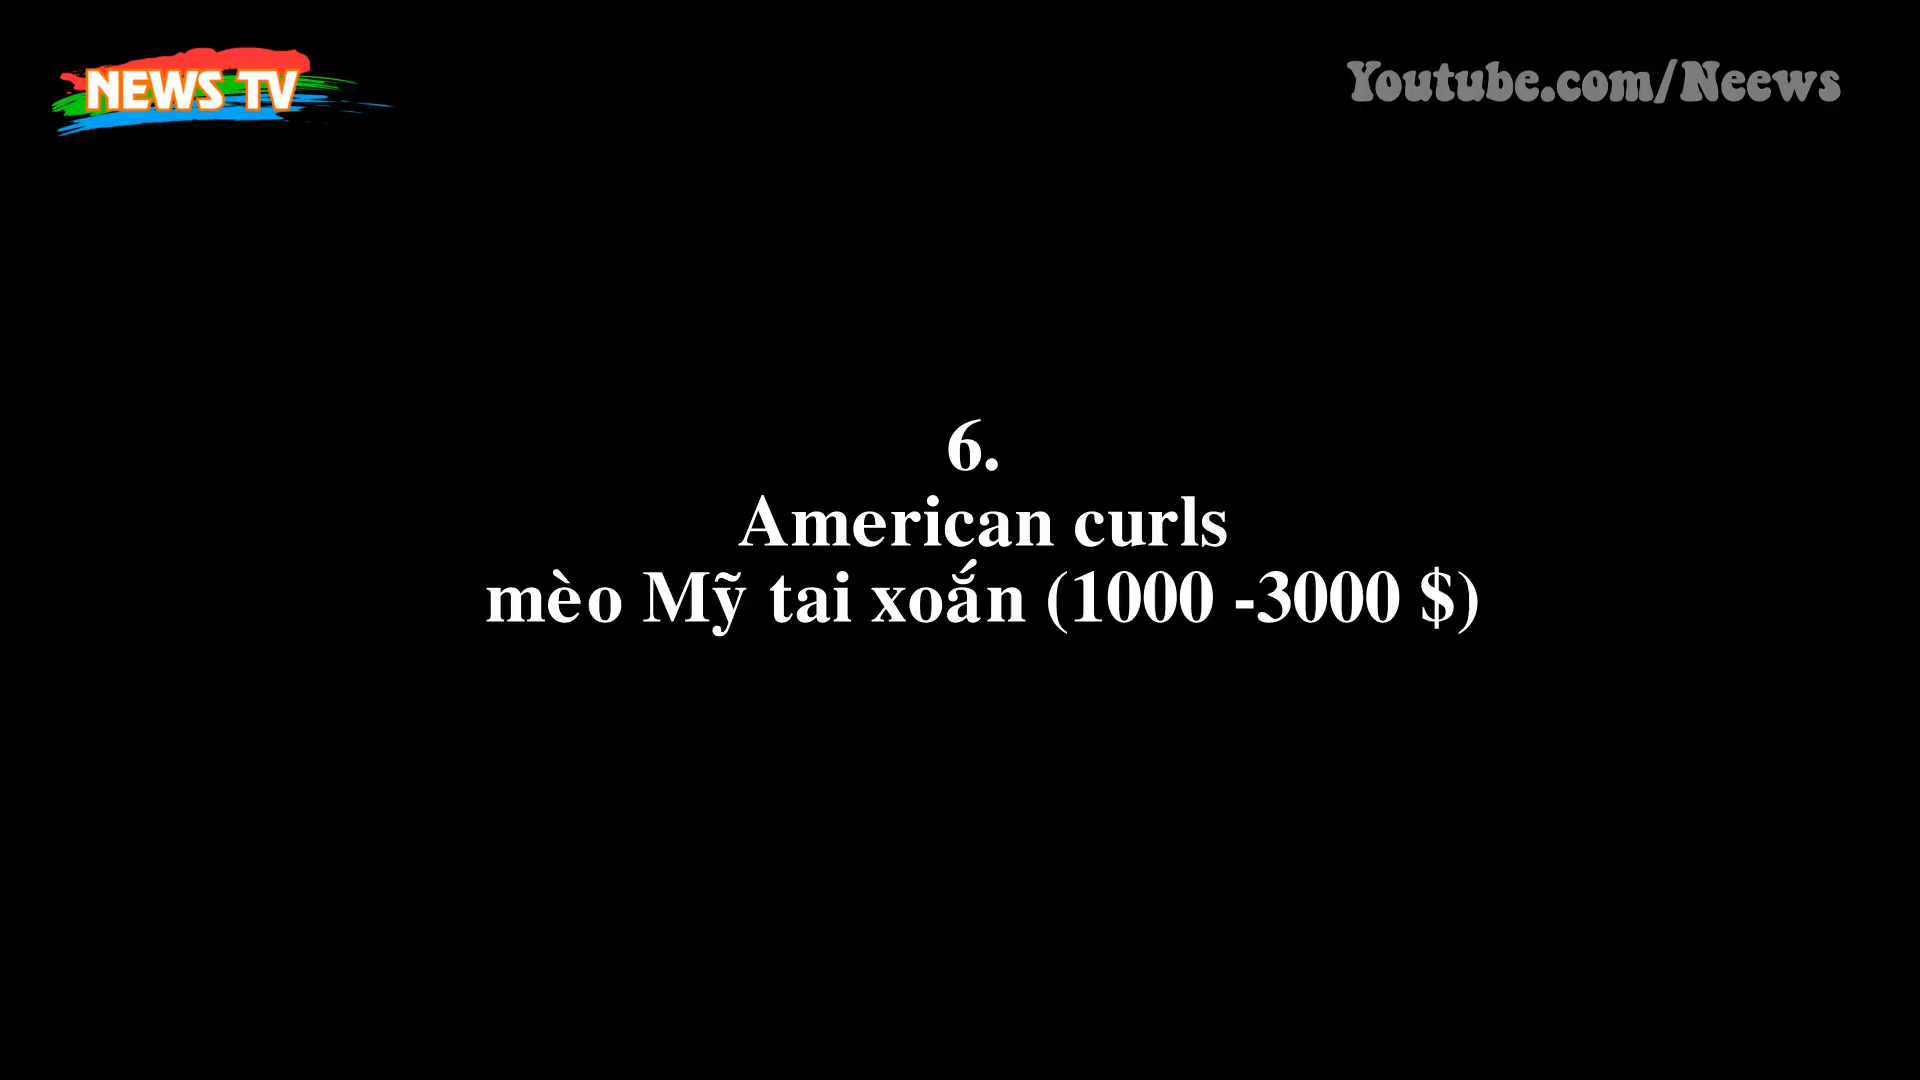 NEWS TV
Youtube.com/Neews
6.
American curls
mèo Mỹ tai xoắn (1000 -3000 $)